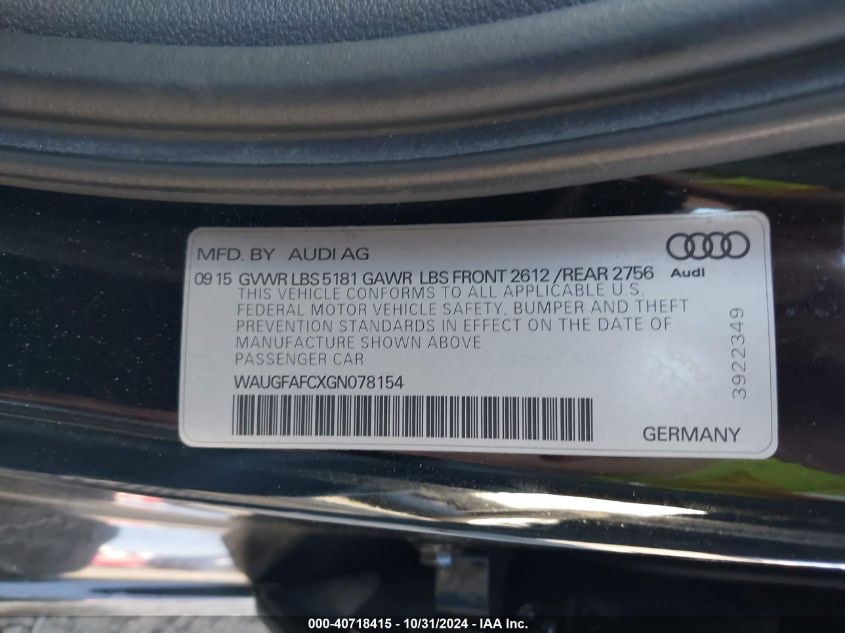 MFD. BY AUDI AG
Audi
09 15 GVWR LBS 5181 GAWR LBS FRONT 2612 /REAR 2756
THIS VEHICLE CONFORMS TO ALL APPLICABLE U.S.
FEDERAL MOTOR VEHICLE SAFETY, BUMPER AND THEFT
PREVENTION STANDARDS IN EFFECT ON THE DATE OF
MANUFACTURE SHOWN ABOVE
PASSENGER CAR
WAUGFAFCXGN078154
3922349
GERMANY
000-40718415 - 10/31/2024 - IAA Inc.